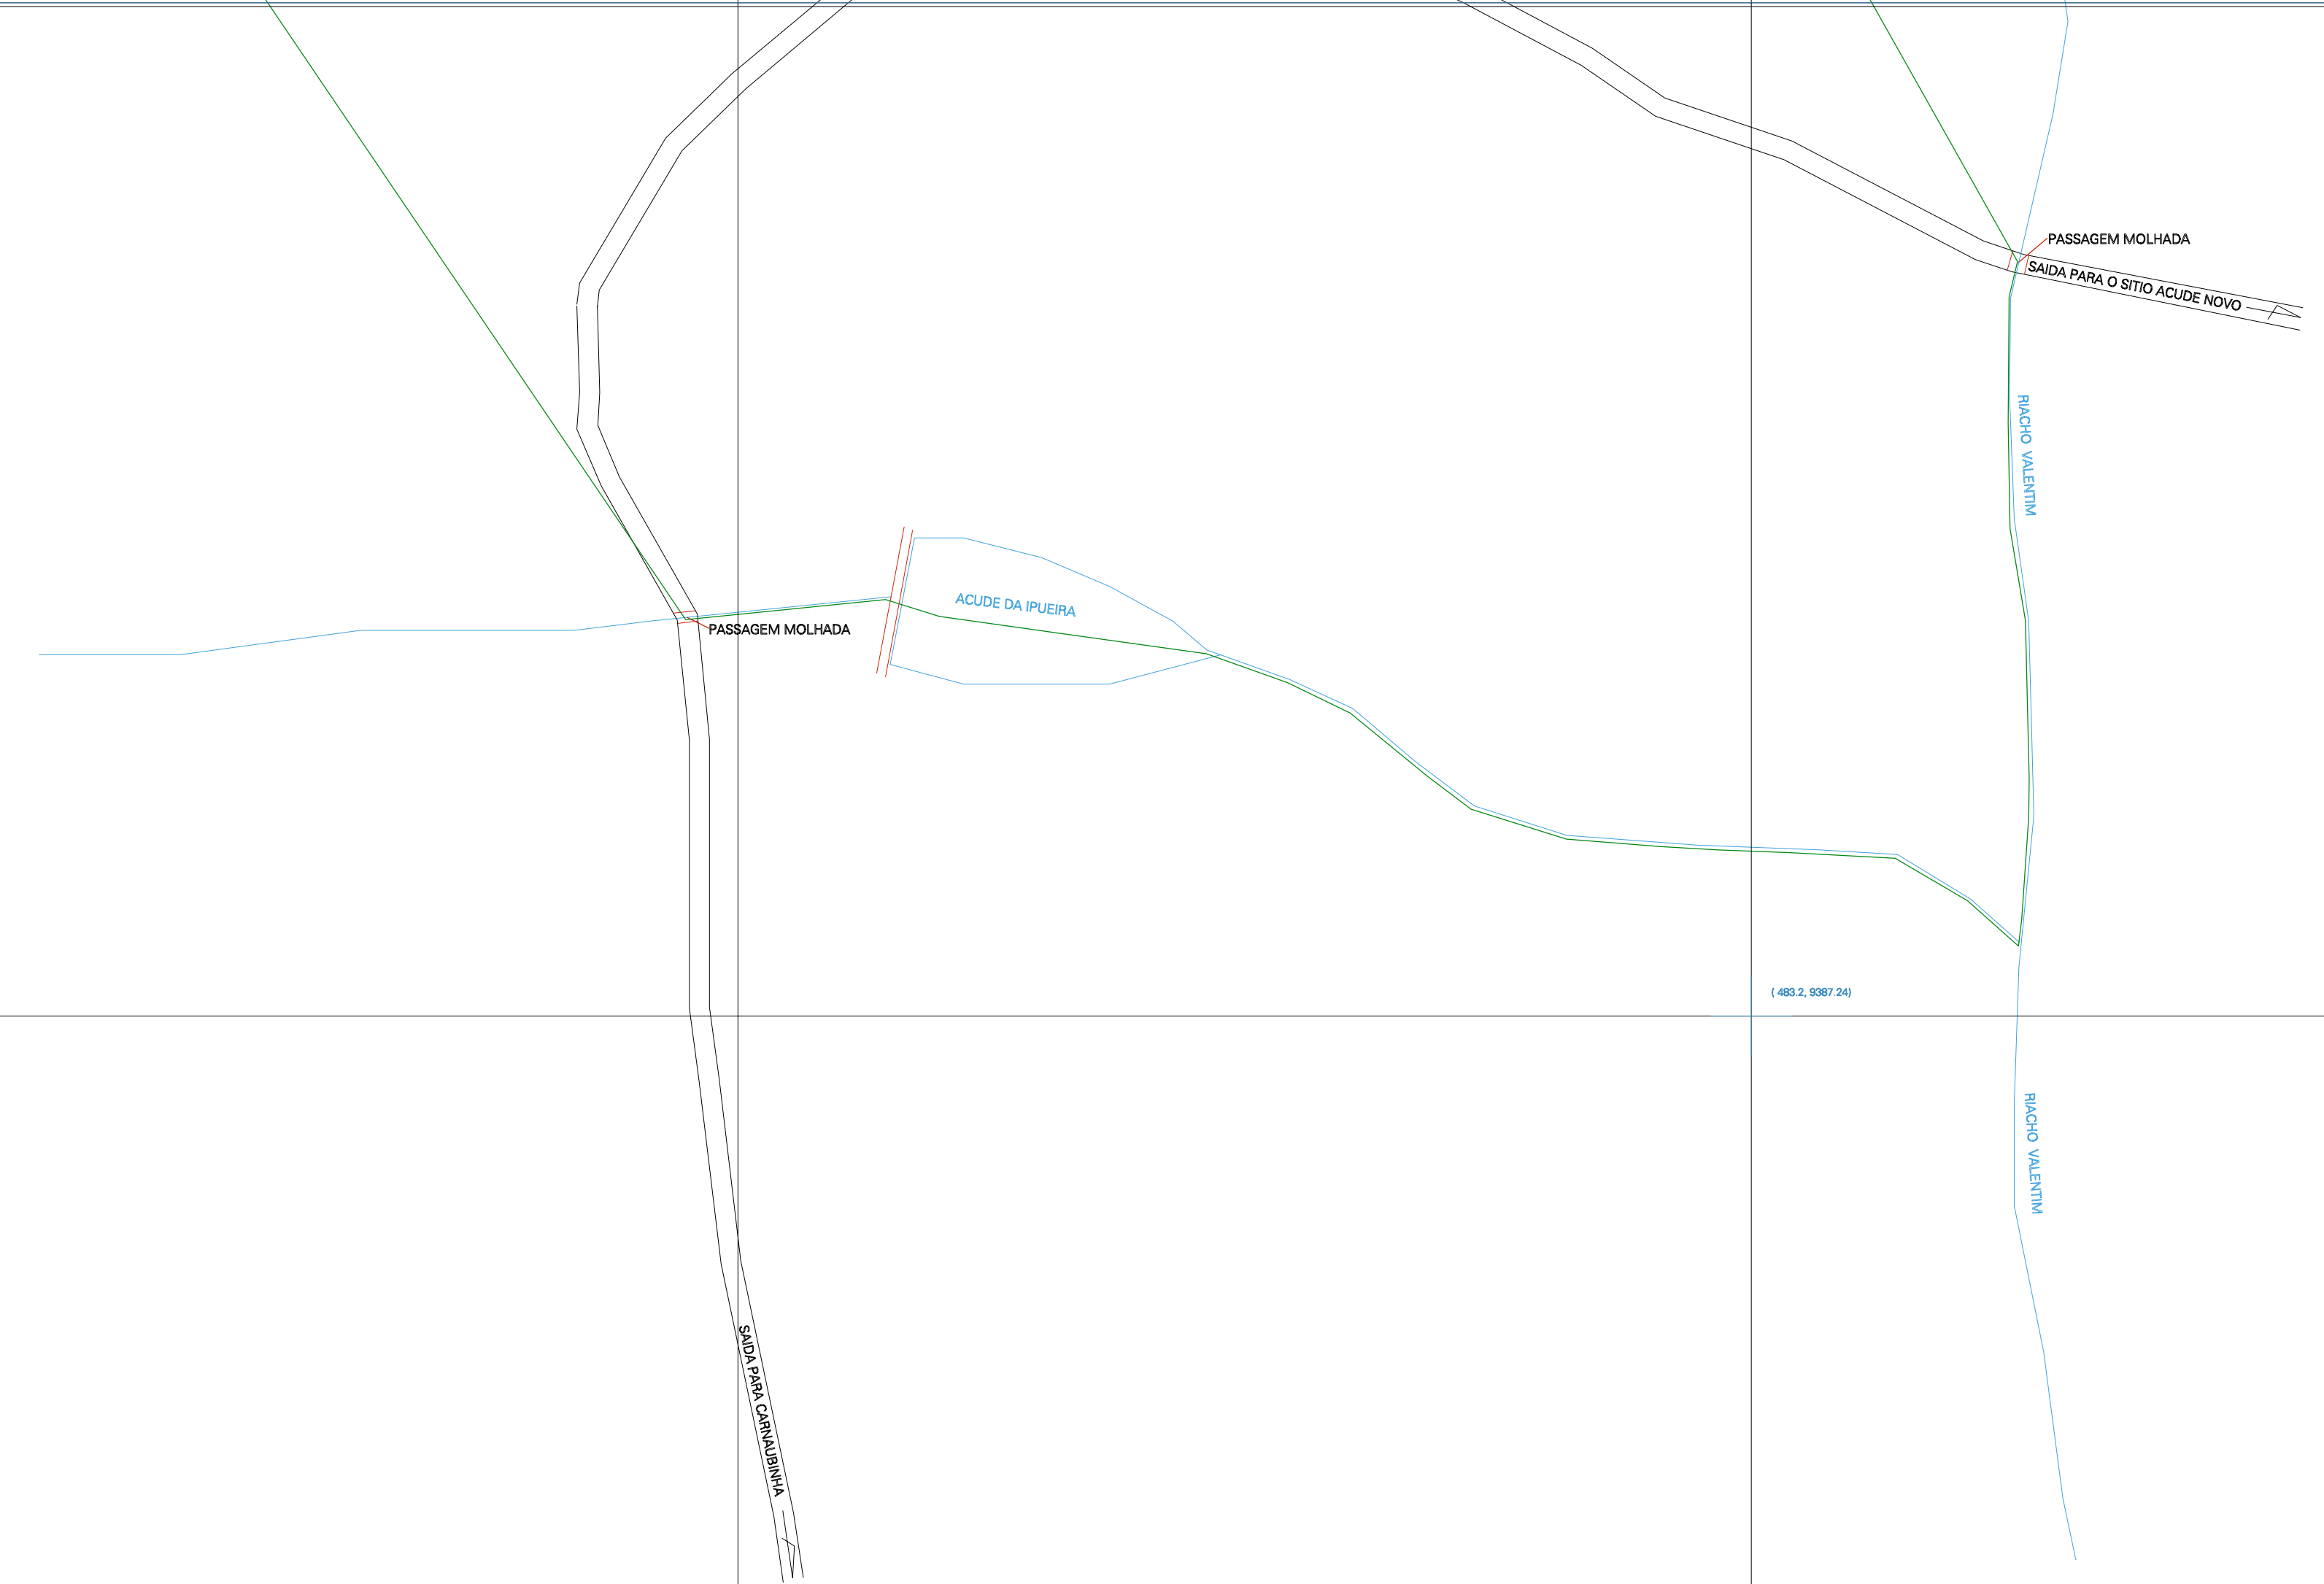 PASSAGEM MOLHADA
SAIDA PARA O SITIO ACUDE NOVO
RIACHO VALENTIM
ACUDE DA IPUEIRA
PASSAGEM MOLHADA
( 483.2, 9387.24)
RIACHO VALENTIM
SAIDA PARA CARNAUBINHA